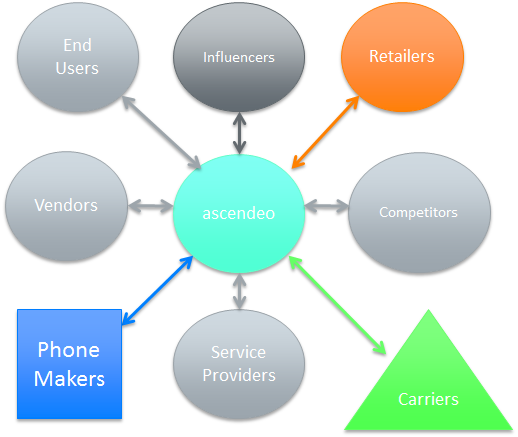 End
Users
Influencers
Retailers
Vendors
ascendeo
Competitors
Phone
Makers
Service
Providers
Carriers